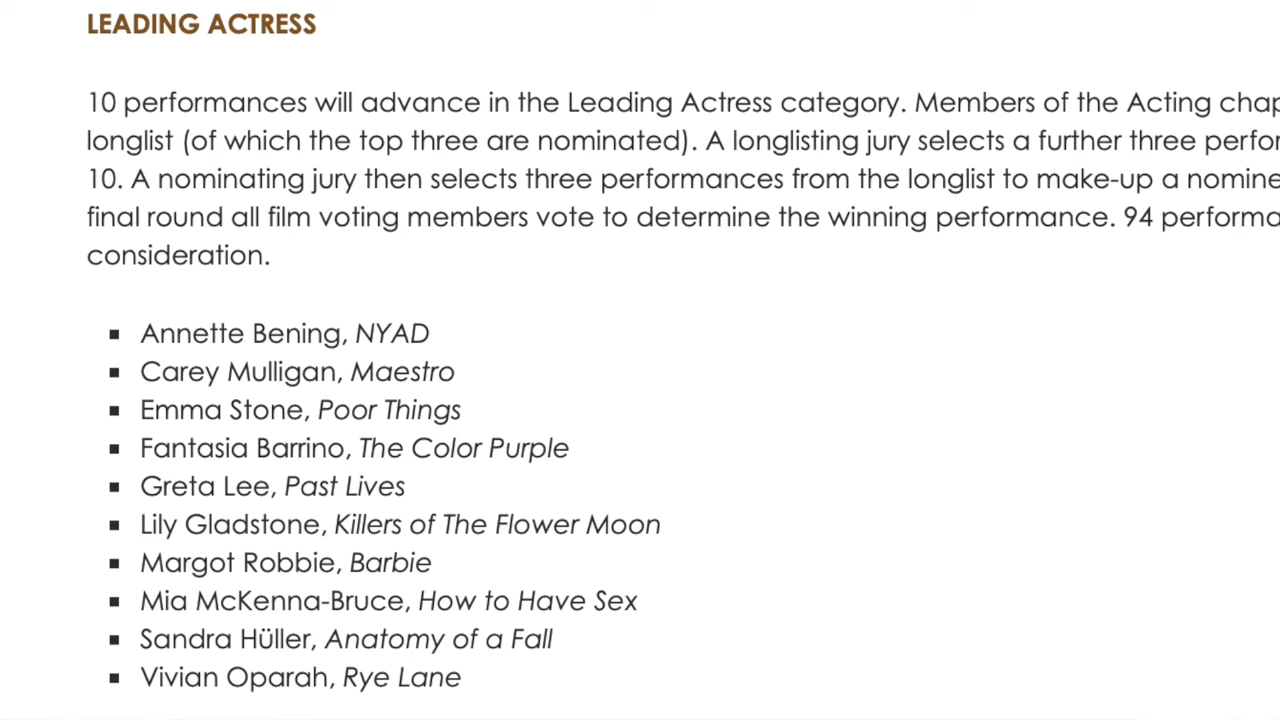 LEADING ACTRESS
10 performances will advance in the Leading Actress category. Members of the Acting
longlist (of which the top three are nominated). A longlisting jury selects a further three
10. A nominating jury then selects three performances from the longlist to make-up a
final round all film voting members vote to determine the winning performance. 94
consideration.
▪ Annette Bening, NYAD
▪ Carey Mulligan, Maestro
▪ Emma Stone, Poor Things
▪ Fantasia Barrino, The Color Purple
▪ Greta Lee, Past Lives
▪ Lily Gladstone, Killers of The Flower Moon
▪ Margot Robbie, Barbie
▪ Mia McKenna-Bruce, How to Have Sex
▪ Sandra Hüller, Anatomy of a Fall
▪ Vivian Oparah, Rye Lane